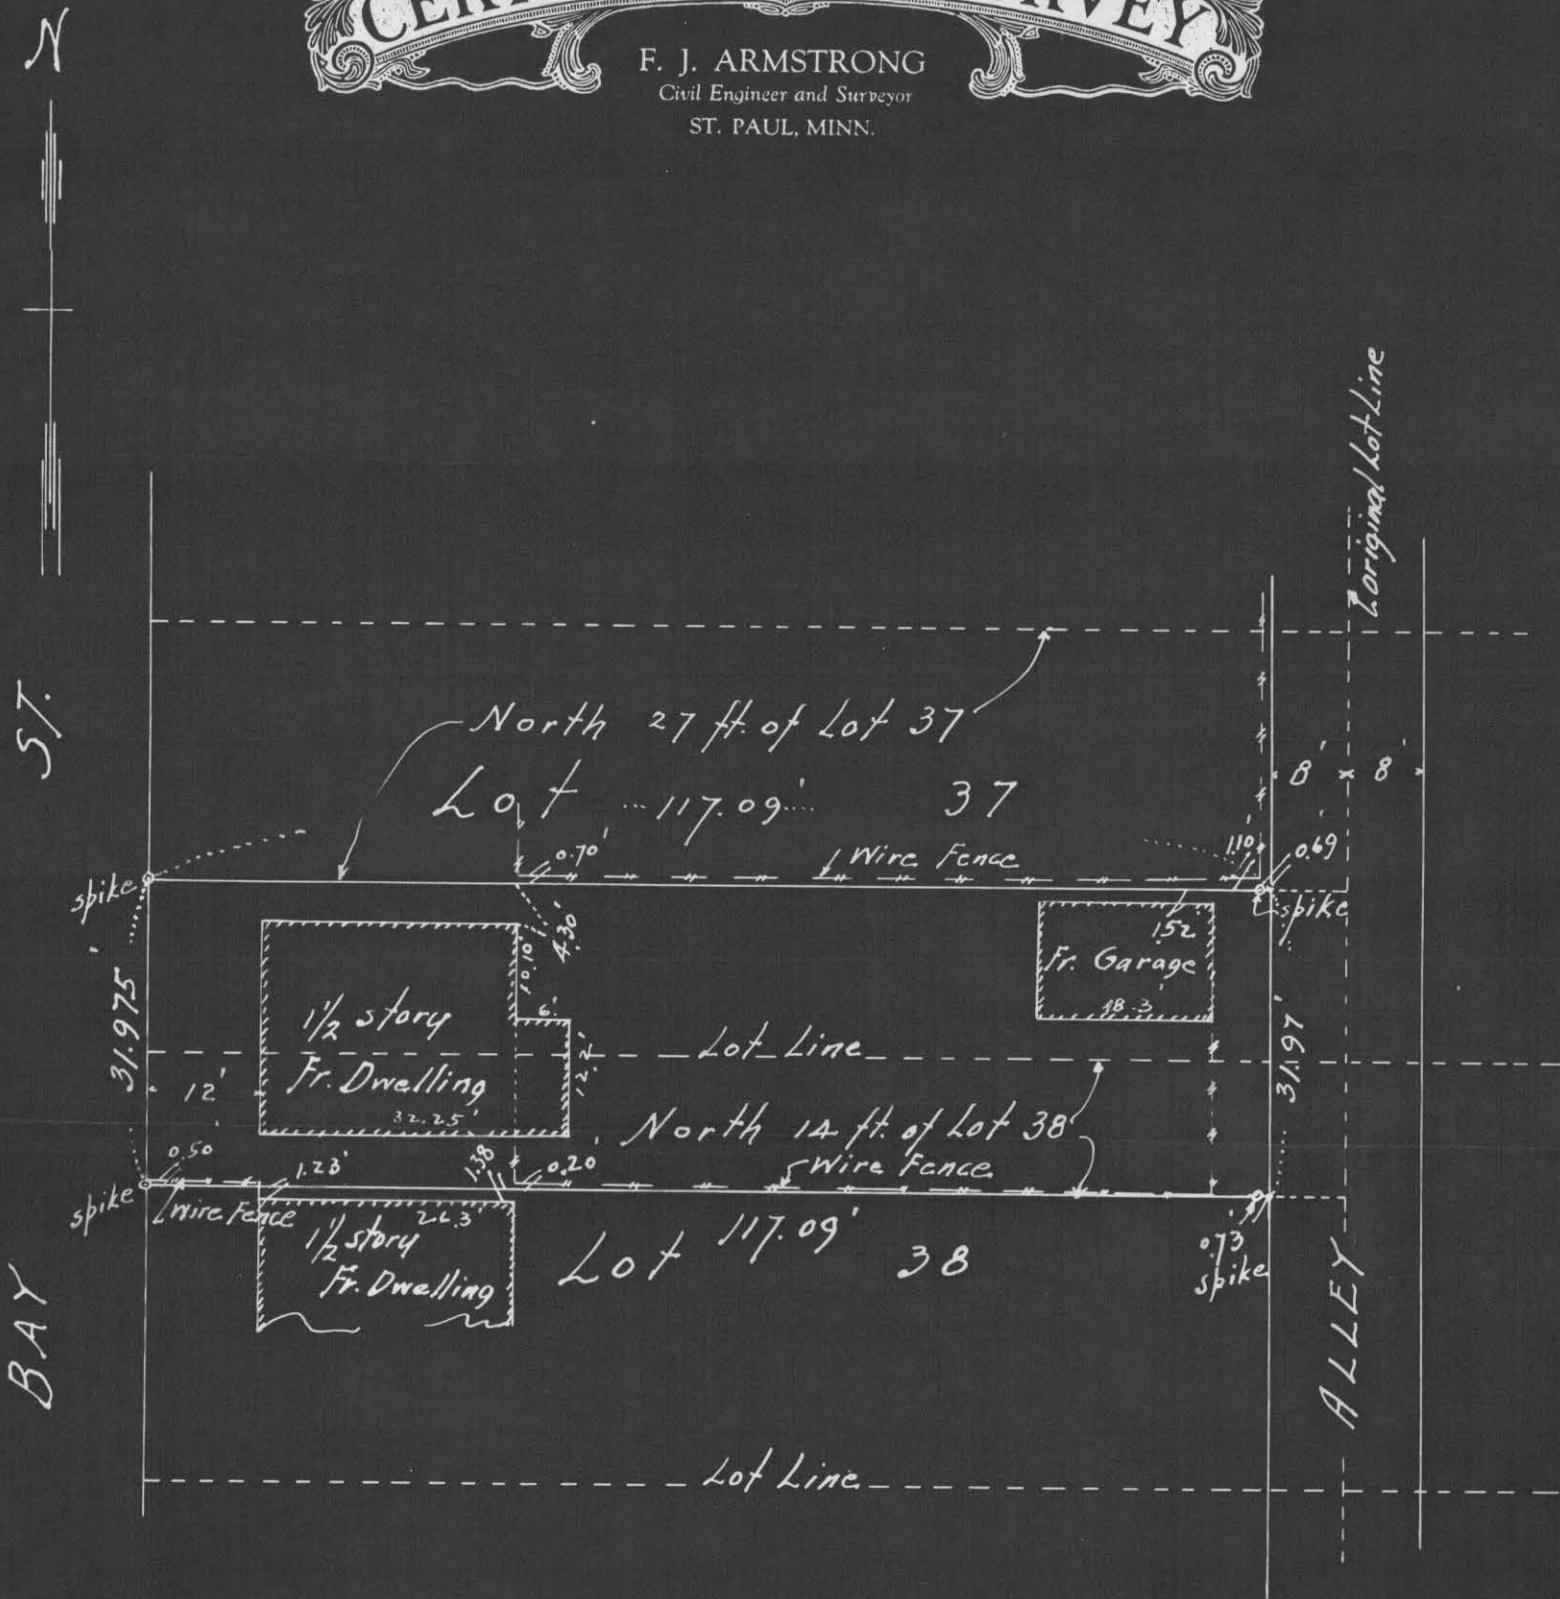 N
F. J. ARMSTRONG
Civil Engineer and Surveyor
ST. PAUL, MINN.
Original Lot Line
ST.
North 27 ft. of Lot 37
8' 8'
Lot 117.09' 37
0.70'
Wire Fence
1.10'
0.69
spike
spike
4.30'
10.10'
1.52
Fr. Garage
18.3'
6'
12.2'
1½ story
Fr. Dwelling
32.25'
31.975'
12'
Lot Line
31.97'
North 14 ft. of Lot 38
Wire Fence
0.50'
1.23'
1.38
0.20'
spike
Wire Fence
26.3'
1½ story
Fr. Dwelling
Lot 117.09' 38
0.73'
spike
BAY
ALLEY
Lot Line